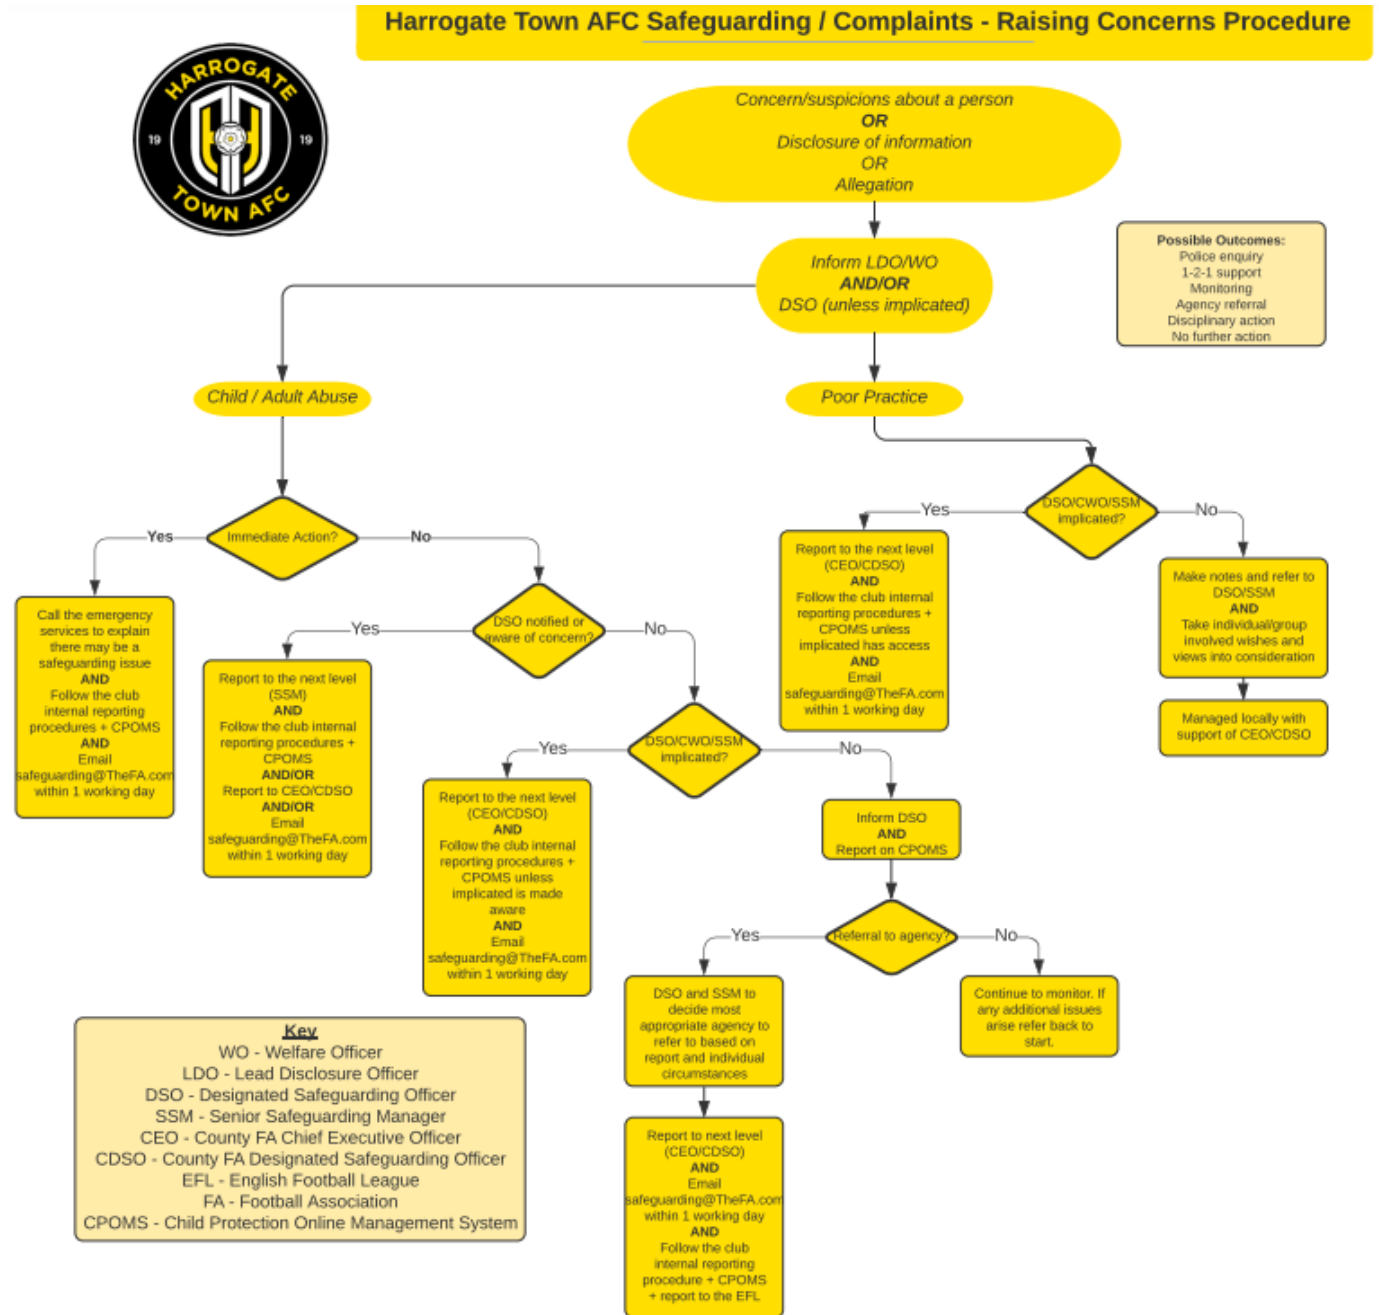 Harrogate Town AFC Safeguarding / Complaints - Raising Concerns Procedure
HARROGATE
19 19
TOWN AFC
Concern/suspicions about a person
OR
Disclosure of information
OR
Allegation
Inform LDO/WO
AND/OR
DSO (unless implicated)
Possible Outcomes:
Police enquiry
1-2-1 support
Monitoring
Agency referral
Disciplinary action
No further action
Child / Adult Abuse
Poor Practice
Immediate Action?
Yes
No
Call the emergency
services to explain
there may be a
safeguarding issue
AND
Follow the club
internal reporting
procedures + CPOMS
AND
Email
safeguarding@TheFA.com
within 1 working day
DSO notified or
aware of concern?
Yes
No
Report to the next level
(SSM)
AND
Follow the club internal
reporting procedures +
CPOMS
AND/OR
Report to CEO/CDSO
AND/OR
Email
safeguarding@TheFA.com
within 1 working day
DSO/CWO/SSM
implicated?
Yes
No
Report to the next level
(CEO/CDSO)
AND
Follow the club internal
reporting procedures +
CPOMS unless
implicated is made
aware
AND
Email
safeguarding@TheFA.com
within 1 working day
Inform DSO
AND
Report on CPOMS
Referral to agency?
Yes
No
DSO and SSM to
decide most
appropriate agency to
refer to based on
report and individual
circumstances
Continue to monitor. If
any additional issues
arise refer back to
start.
Report to next level
(CEO/CDSO)
AND
Email
safeguarding@TheFA.com
within 1 working day
AND
Follow the club
internal reporting
procedure + CPOMS
+ report to the EFL
DSO/CWO/SSM
implicated?
Yes
No
Report to the next level
(CEO/CDSO)
AND
Follow the club internal
reporting procedures +
CPOMS unless
implicated has access
AND
Email
safeguarding@TheFA.com
within 1 working day
Make notes and refer to
DSO/SSM
AND
Take individual/group
involved wishes and
views into consideration
Managed locally with
support of CEO/CDSO
Key
WO - Welfare Officer
LDO - Lead Disclosure Officer
DSO - Designated Safeguarding Officer
SSM - Senior Safeguarding Manager
CEO - County FA Chief Executive Officer
CDSO - County FA Designated Safeguarding Officer
EFL - English Football League
FA - Football Association
CPOMS - Child Protection Online Management System